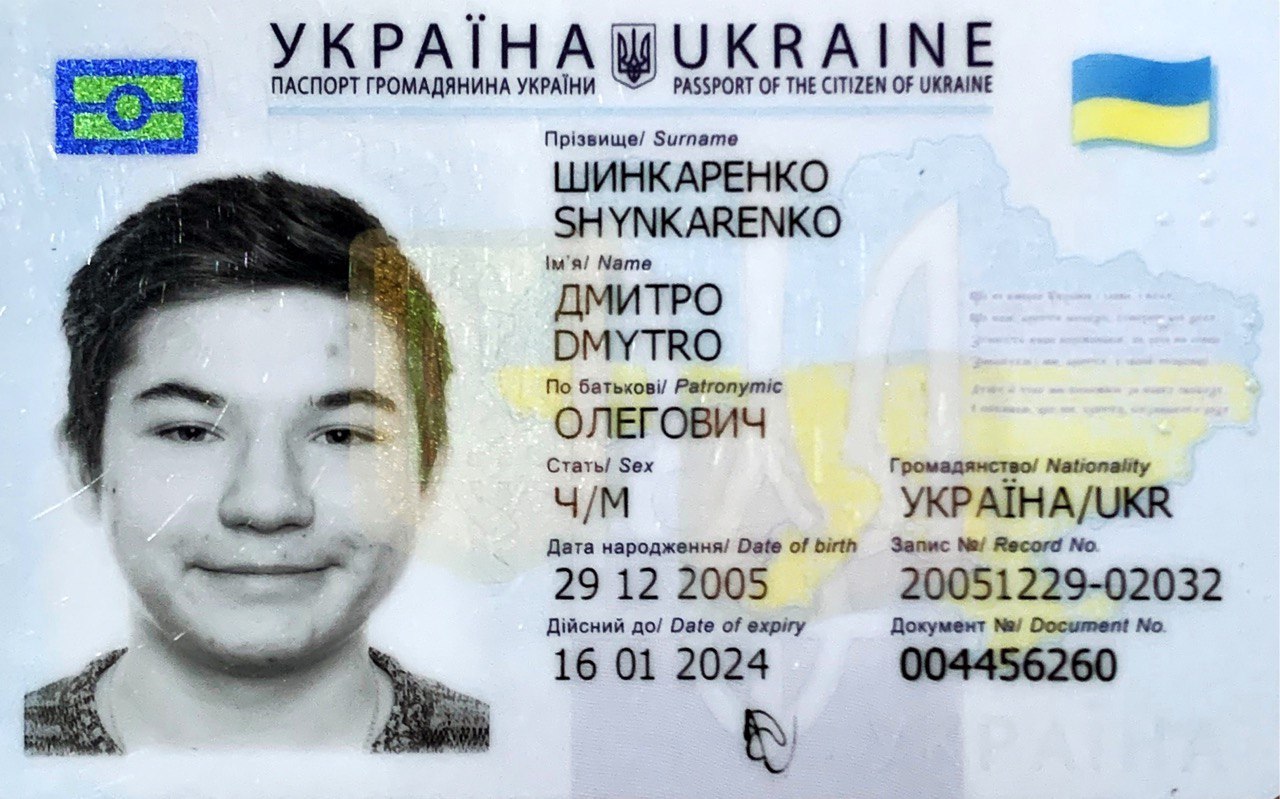 УКРАЇНА UKRAINE
ПАСПОРТ ГРОМАДЯНИНА УКРАЇНИ PASSPORT OF THE CITIZEN OF UKRAINE
Прізвище/ Surname
ШИНКАРЕНКО
SHYNKARENKO
Ім'я/ Name
ДМИТРО
DMYTRO
По батькові/ Patronymic
ОЛЕГОВИЧ
Стать/ Sex
Ч/M
Громадянство/ Nationality
УКРАЇНА/UKR
Дата народження/ Date of birth
29 12 2005
Запис №/ Record No.
20051229-02032
Дійсний до/ Date of expiry
16 01 2024
Документ №/ Document No.
004456260